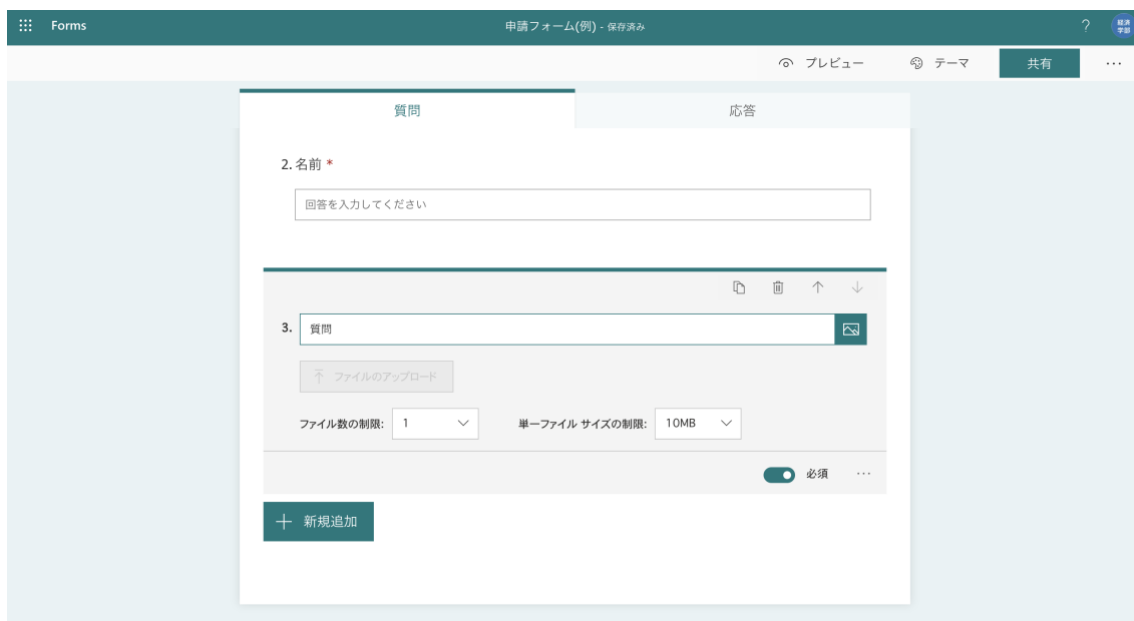 Forms 申請フォーム(例) - 保存済み ? 経済
学部
プレビュー テーマ 共有 ...
質問 応答
2. 名前 *
回答を入力してください
3. 質問
ファイルのアップロード
ファイル数の制限: 1 単一ファイル サイズの制限: 10MB
必須 ...
新規追加